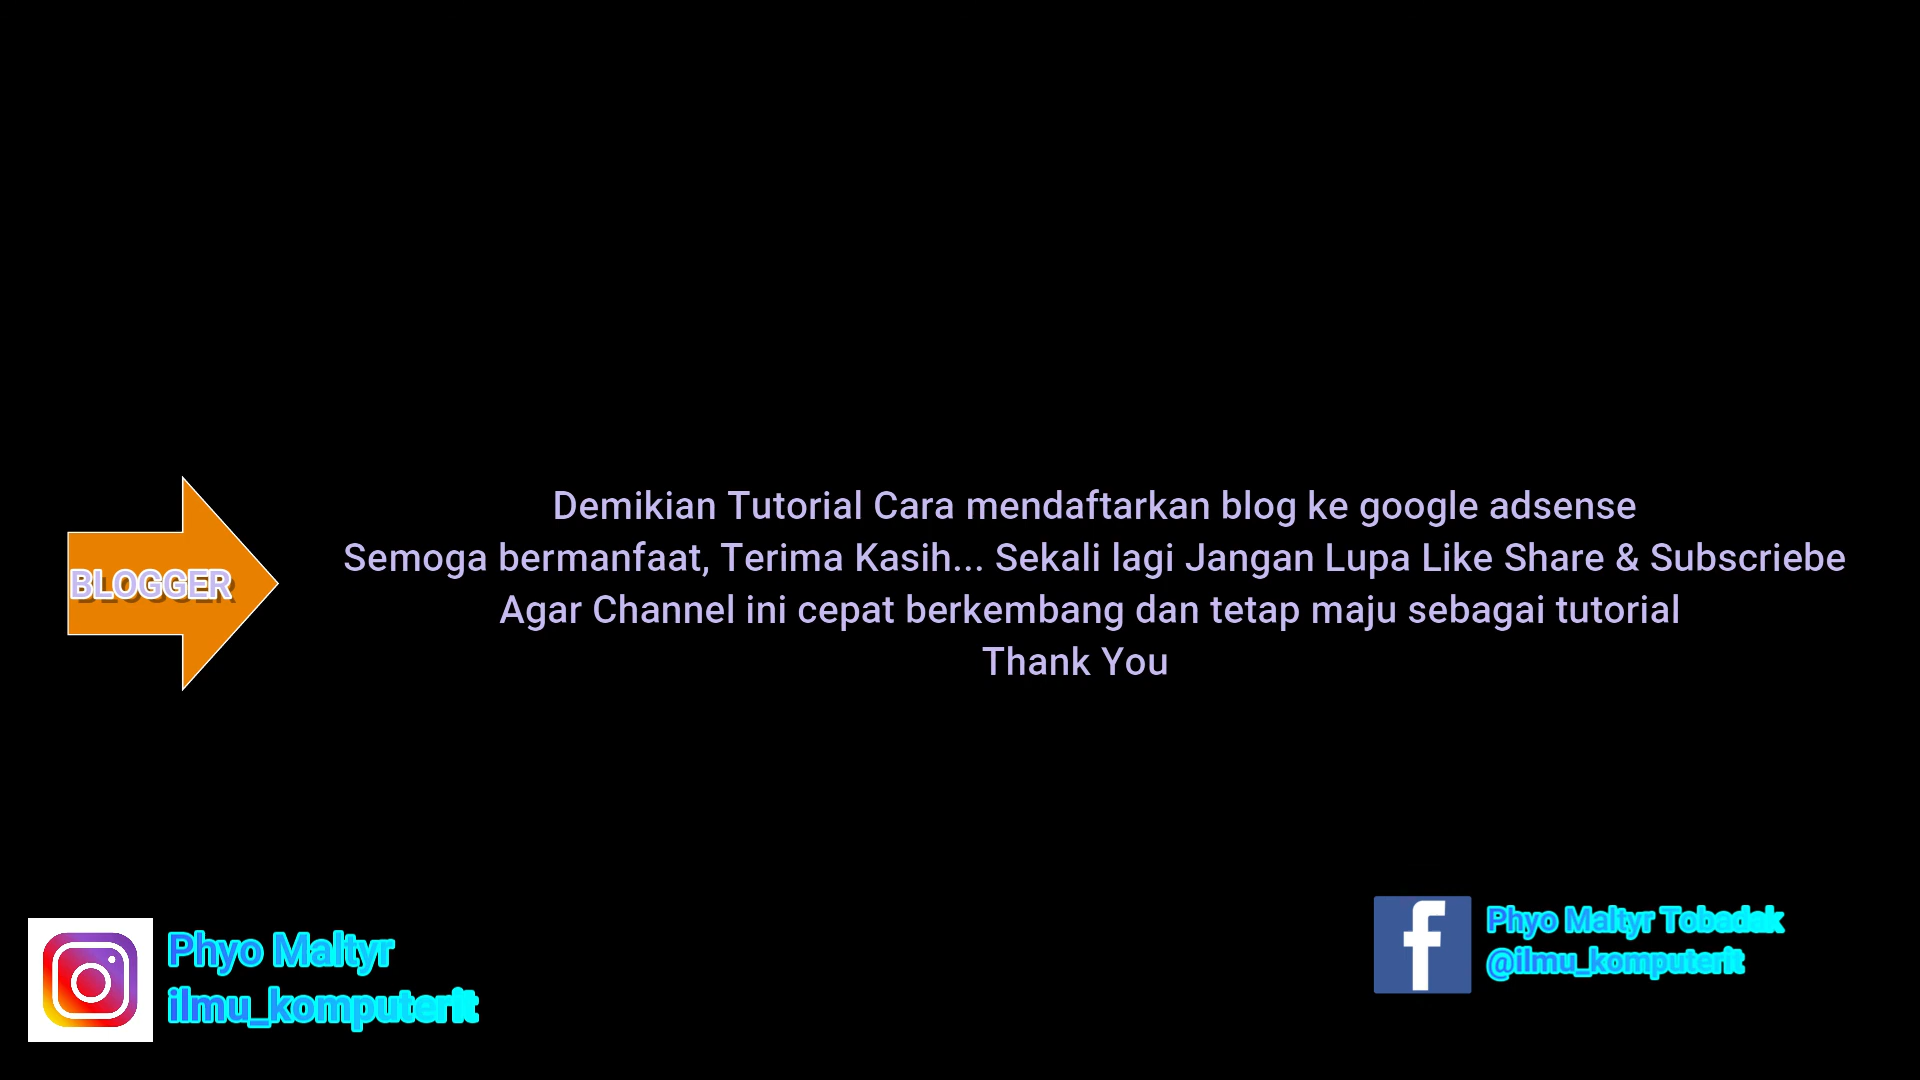 Demikian Tutorial Cara mendaftarkan blog ke google adsense
Semoga bermanfaat, Terima Kasih... Sekali lagi Jangan Lupa Like Share & Subscriebe
Agar Channel ini cepat berkembang dan tetap maju sebagai tutorial
Thank You
BLOGGER
Phyo Maltyr
ilmu_komputerit
Phyo Maltyr Tobadak
@ilmu_komputerit